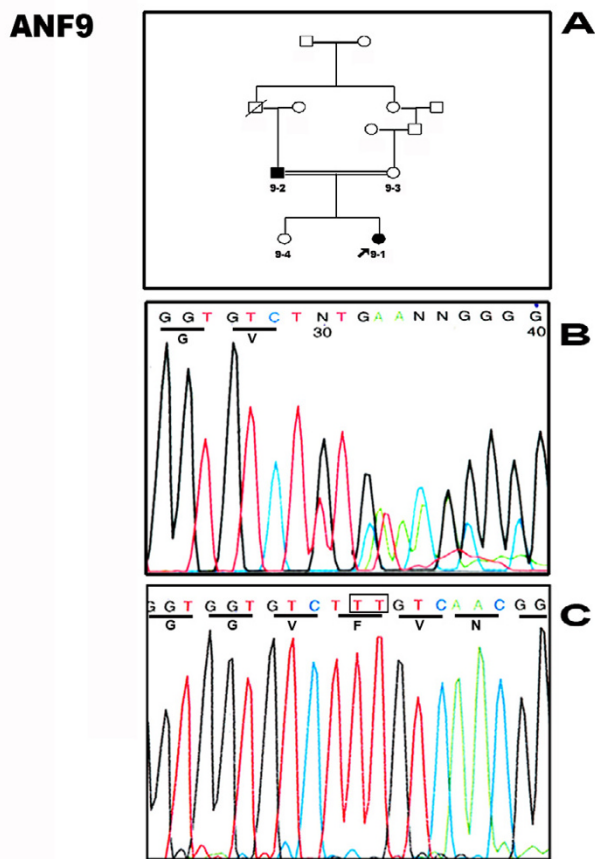 ANF9
A
9-2
9-3
9-4
9-1
B
G G T G T C T N T G A A N N G G G G
30
40
G
V
C
G G T G G T G T C T T T G T C A A C G G
G
G
V
F
V
N